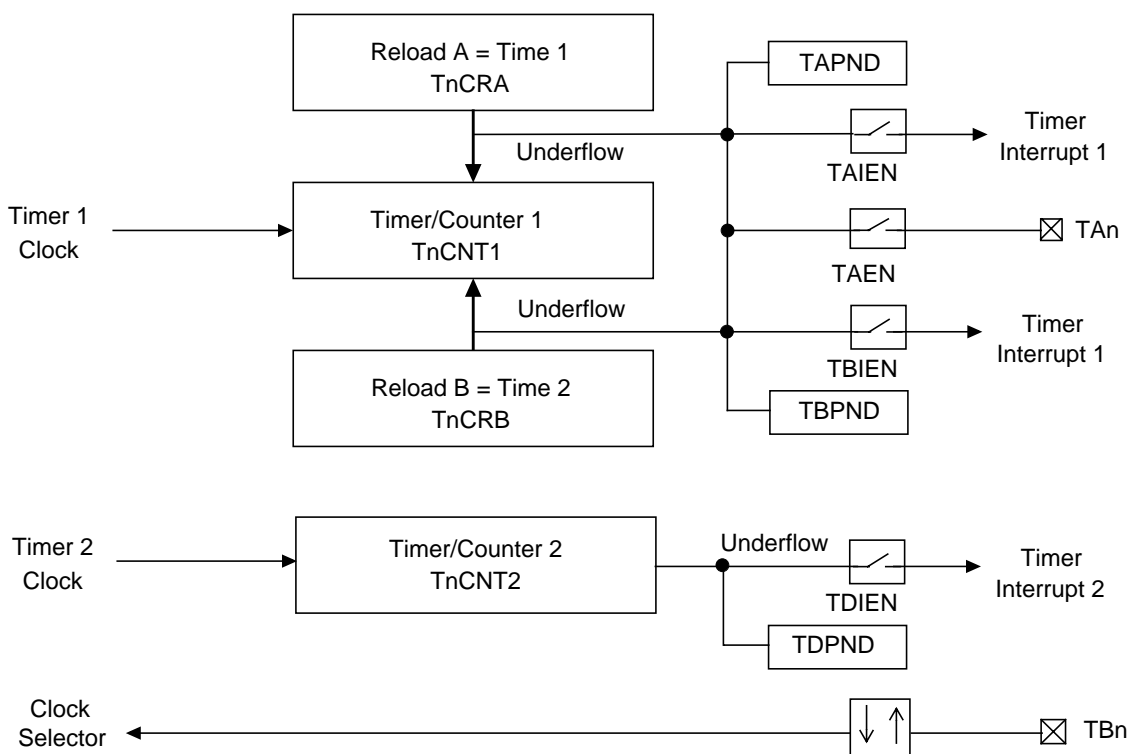 Reload A = Time 1
TnCRA
TAPND
Underflow
Timer
Interrupt 1
TAIEN
Timer 1
Clock
Timer/Counter 1
TnCNT1
TAn
TAEN
Underflow
Timer
Interrupt 1
TBIEN
Reload B = Time 2
TnCRB
TBPND
Timer 2
Clock
Timer/Counter 2
TnCNT2
Underflow
Timer
Interrupt 2
TDIEN
TDPND
Clock
Selector
TBn